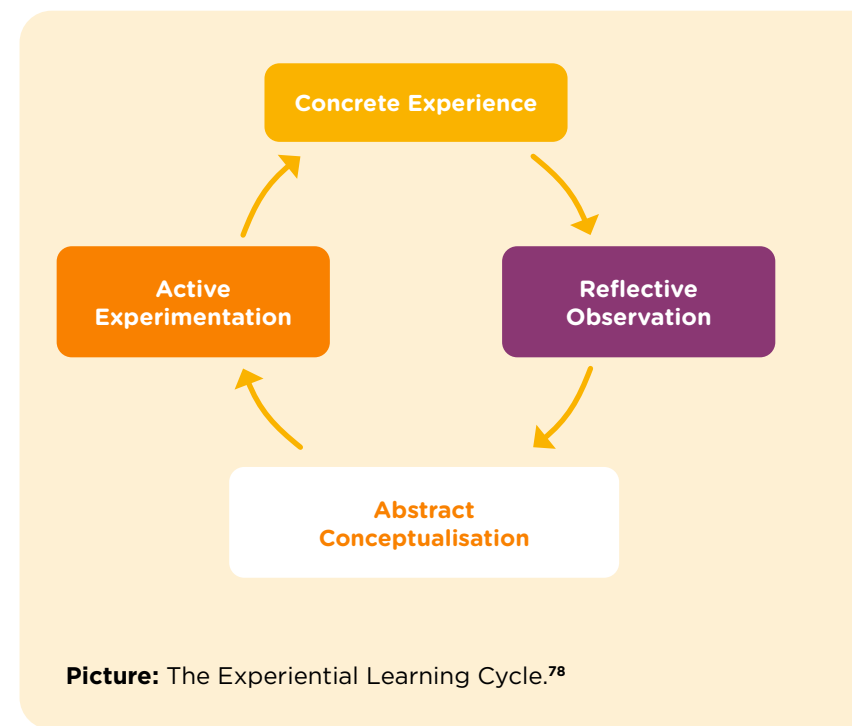 Concrete Experience
Active
Experimentation
Reflective
Observation
Abstract
Conceptualisation
Picture: The Experiential Learning Cycle.78